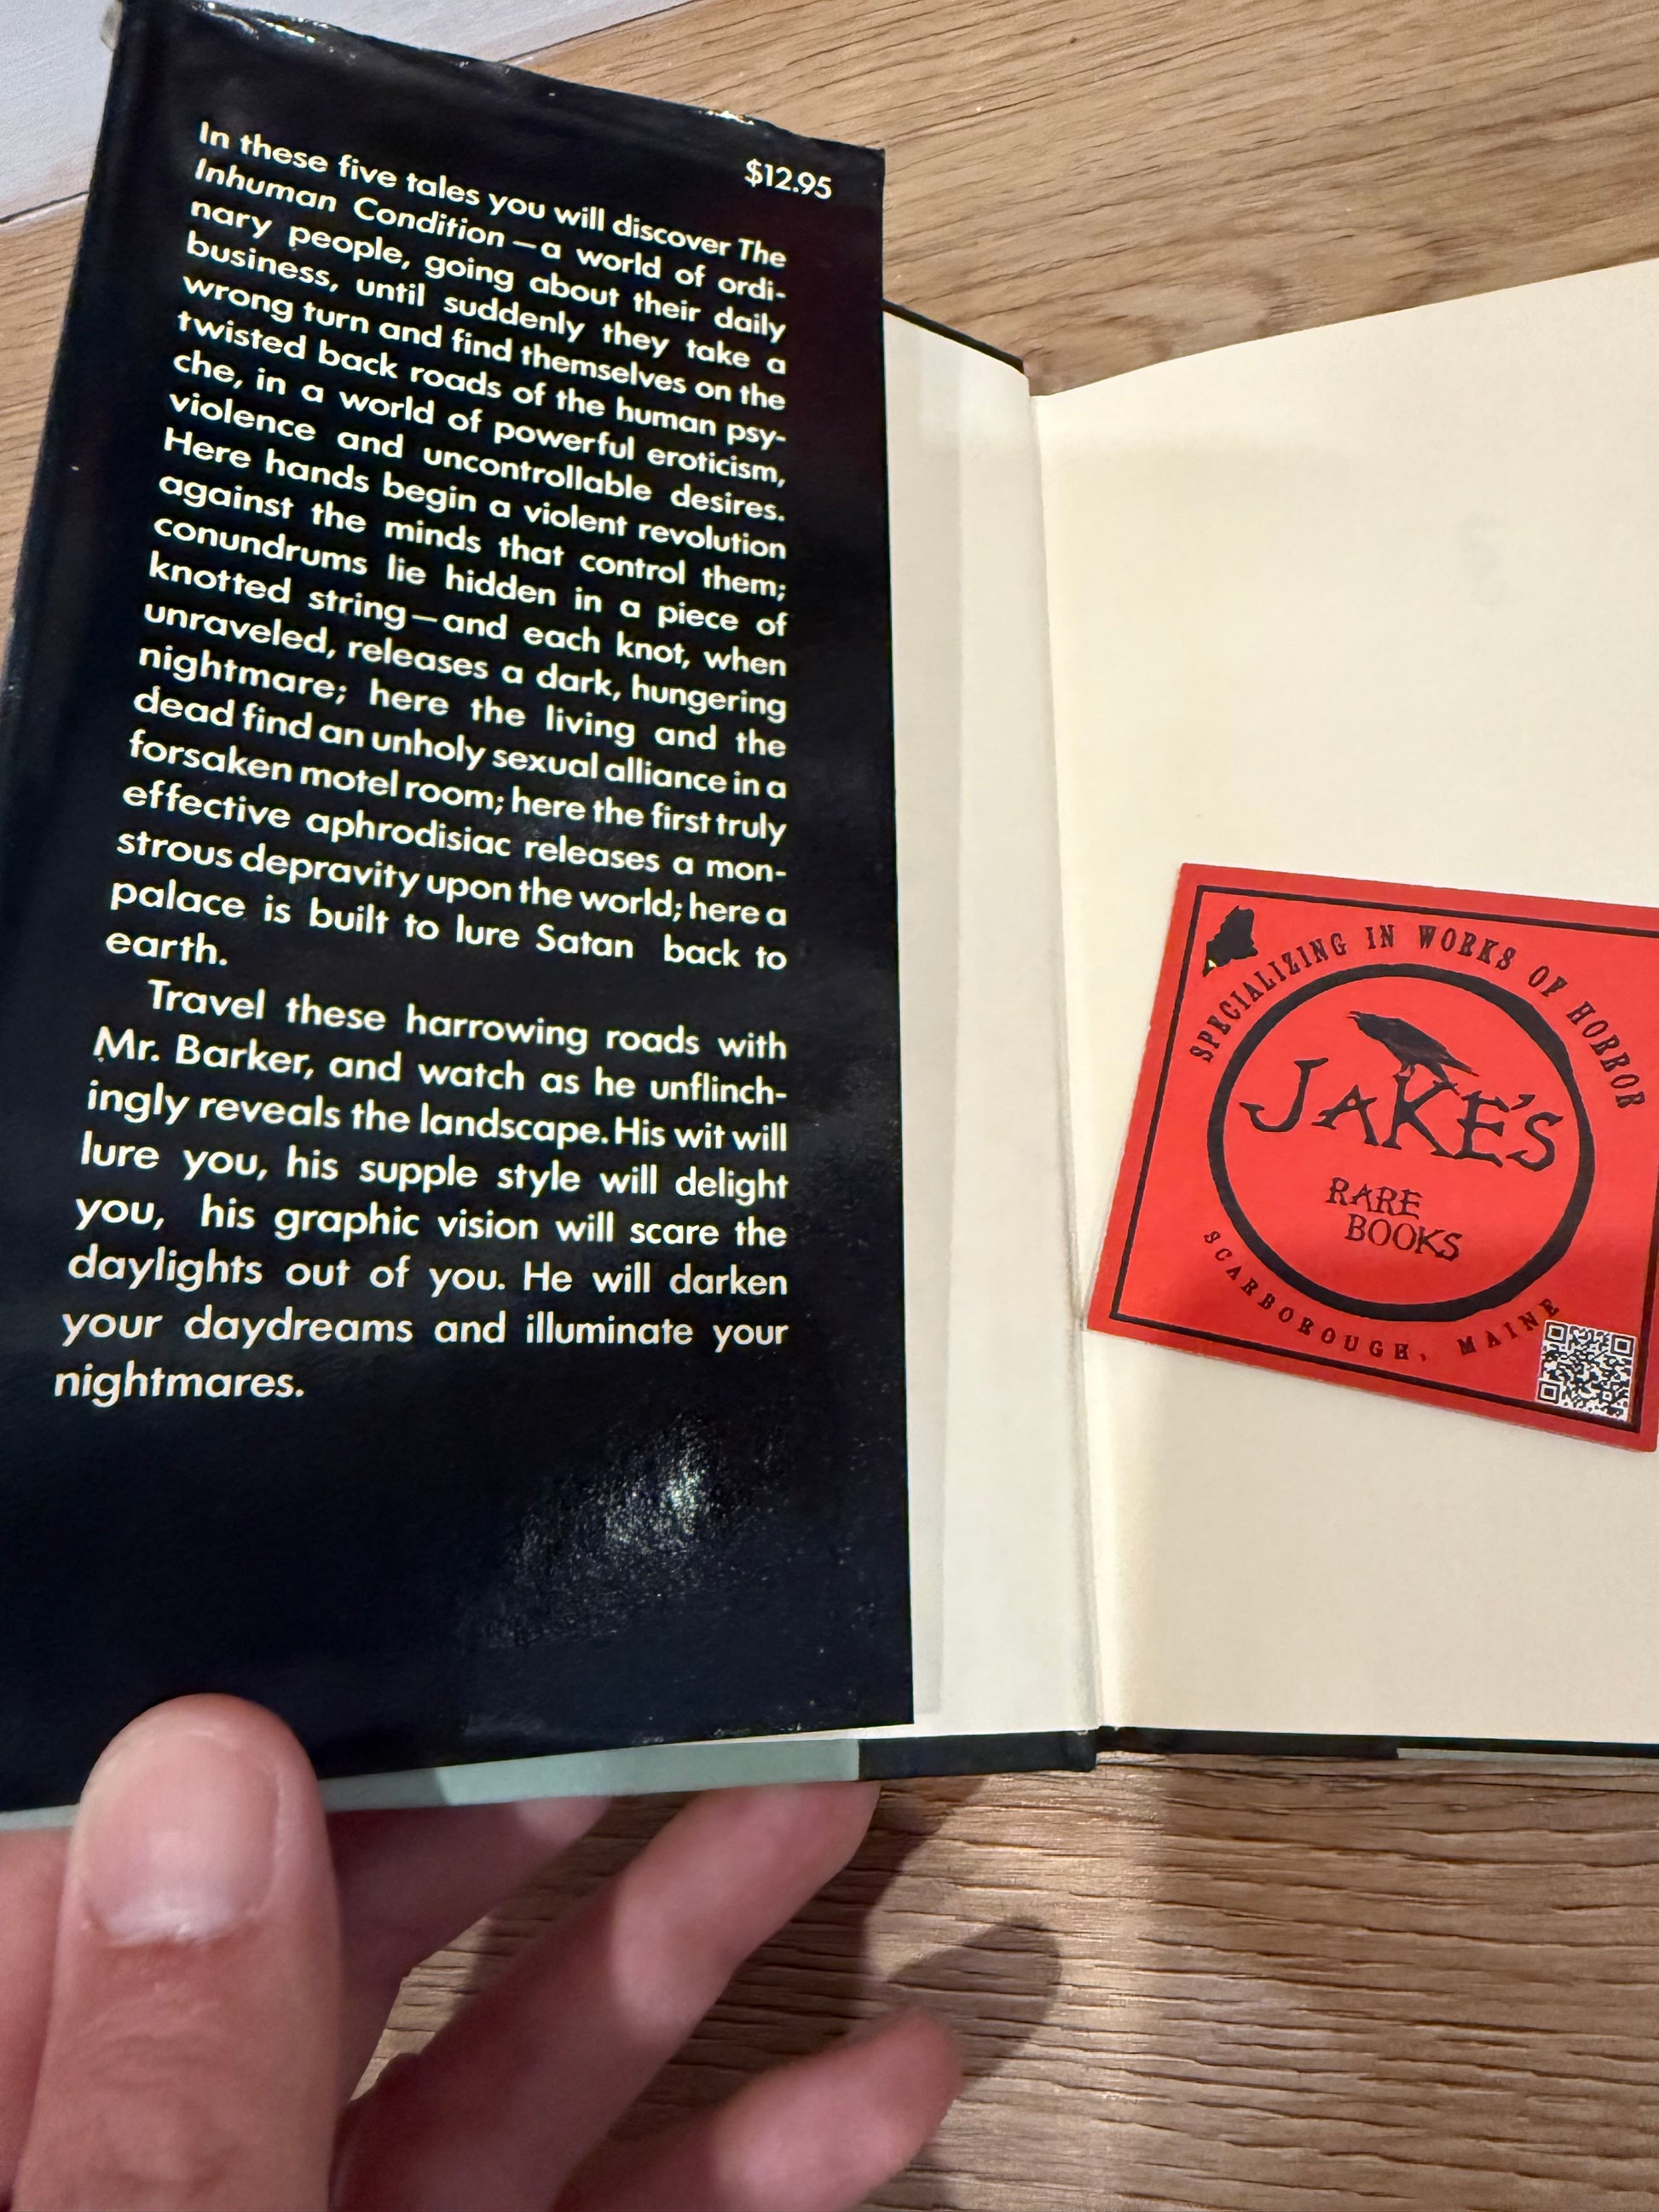 $12.95
In these five tales you will discover The
Inhuman Condition—a world of ordi-
nary people, going about their daily
business, until suddenly they take a
wrong turn and find themselves on the
twisted back roads of the human psy-
che, in a world of powerful eroticism,
violence and uncontrollable desires.
Here hands begin a violent revolution
against the minds that control them;
conundrums lie hidden in a piece of
knotted string—and each knot, when
unraveled, releases a dark, hungering
nightmare; here the living and the
dead find an unholy sexual alliance in a
forsaken motel room; here the first truly
effective aphrodisiac releases a mon-
strous depravity upon the world; here a
palace is built to lure Satan back to
earth.
Travel these harrowing roads with
Mr. Barker, and watch as he unflinch-
ingly reveals the landscape. His wit will
lure you, his supple style will delight
you, his graphic vision will scare the
daylights out of you. He will darken
your daydreams and illuminate your
nightmares.
SPECIALIZING IN WORKS OF HORROR
JAKE'S
RARE
BOOKS
SCARBOROUGH, MAINE